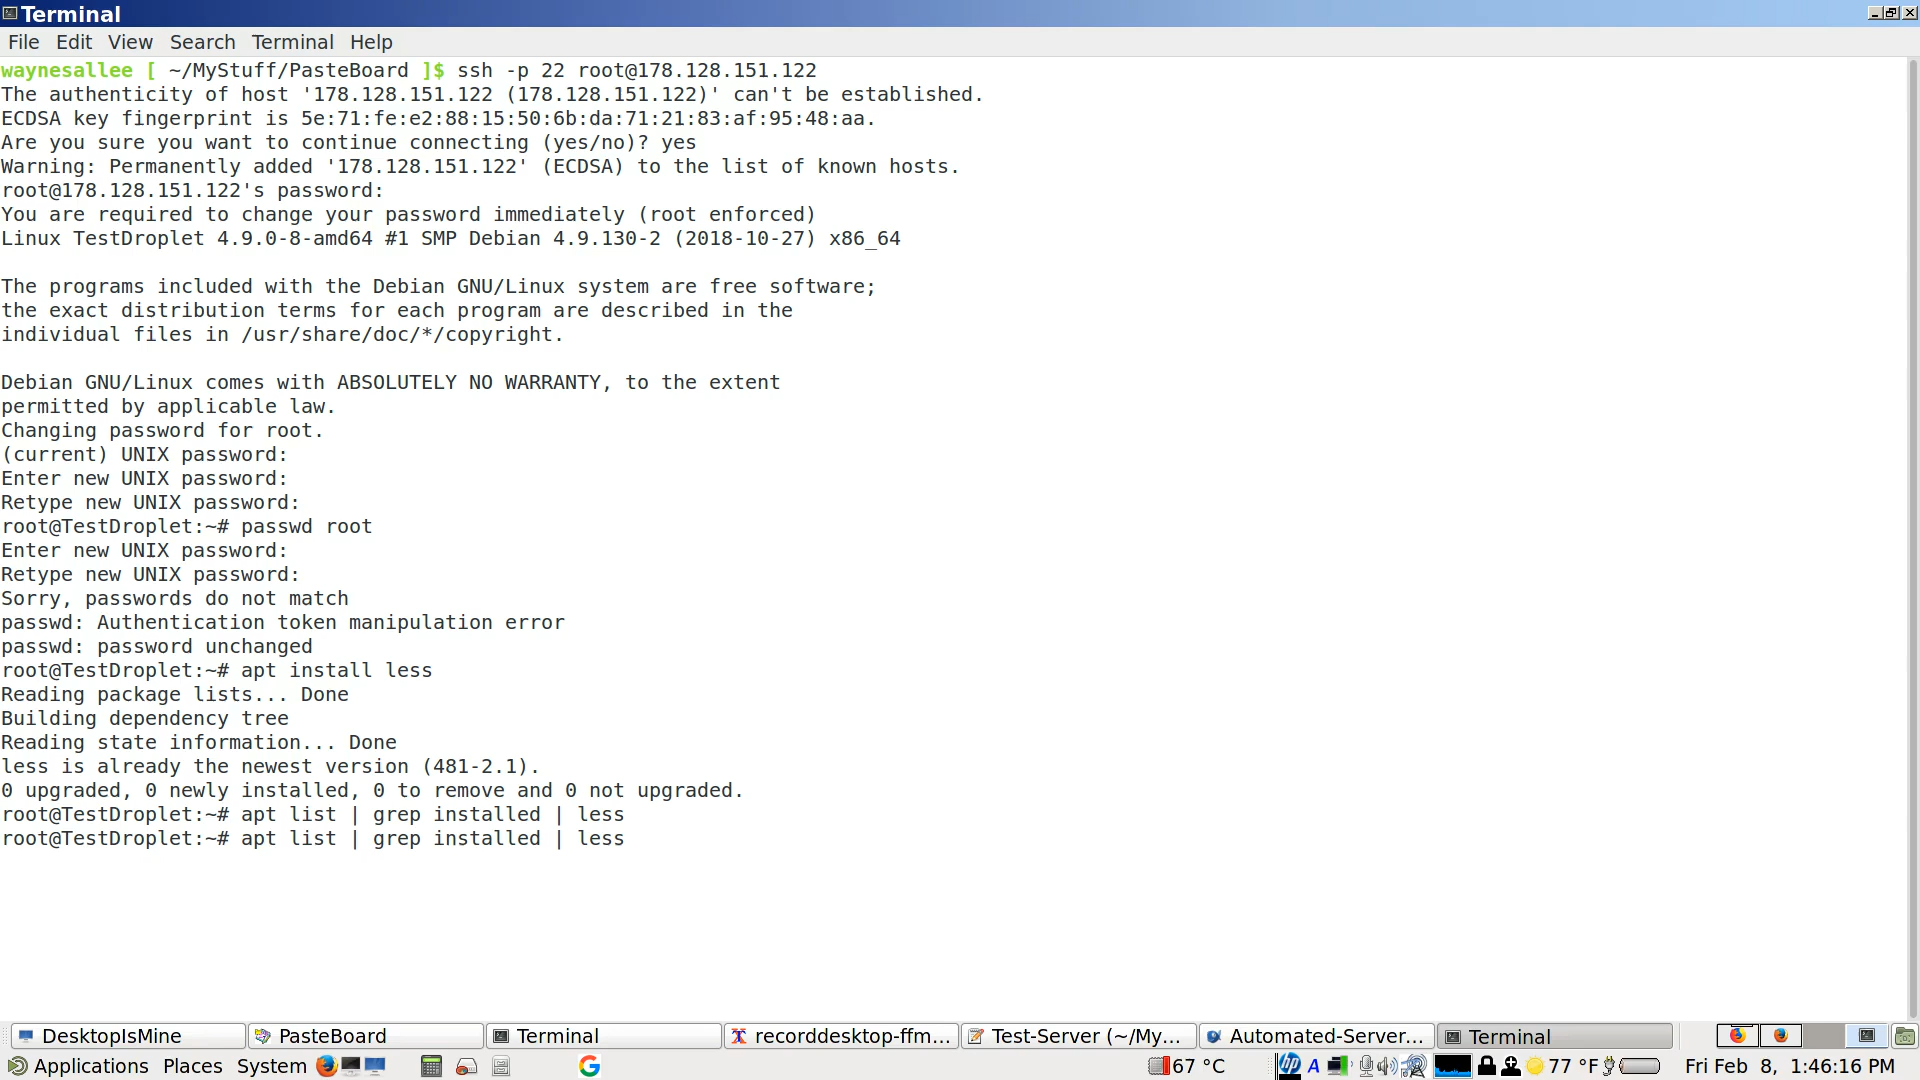 Terminal
File Edit View Search Terminal Help
waynesallee [ ~/MyStuff/PasteBoard ]$ ssh -p 22 root@178.128.151.122
The authenticity of host '178.128.151.122 (178.128.151.122)' can't be established.
ECDSA key fingerprint is 5e:71:fe:e2:88:15:50:6b:da:71:21:83:af:95:48:aa.
Are you sure you want to continue connecting (yes/no)? yes
Warning: Permanently added '178.128.151.122' (ECDSA) to the list of known hosts.
root@178.128.151.122's password:
You are required to change your password immediately (root enforced)
Linux TestDroplet 4.9.0-8-amd64 #1 SMP Debian 4.9.130-2 (2018-10-27) x86_64
The programs included with the Debian GNU/Linux system are free software;
the exact distribution terms for each program are described in the
individual files in /usr/share/doc/*/copyright.
Debian GNU/Linux comes with ABSOLUTELY NO WARRANTY, to the extent
permitted by applicable law.
Changing password for root.
(current) UNIX password:
Enter new UNIX password:
Retype new UNIX password:
root@TestDroplet:~# passwd root
Enter new UNIX password:
Retype new UNIX password:
Sorry, passwords do not match
passwd: Authentication token manipulation error
passwd: password unchanged
root@TestDroplet:~# apt install less
Reading package lists... Done
Building dependency tree
Reading state information... Done
less is already the newest version (481-2.1).
0 upgraded, 0 newly installed, 0 to remove and 0 not upgraded.
root@TestDroplet:~# apt list | grep installed | less
root@TestDroplet:~# apt list | grep installed | less
DesktopIsMine PasteBoard Terminal recorddesktop-ffm... Test-Server (~/My... Automated-Server... Terminal
Applications Places System G 67 °C hp A 77 °F Fri Feb 8, 1:46:16 PM